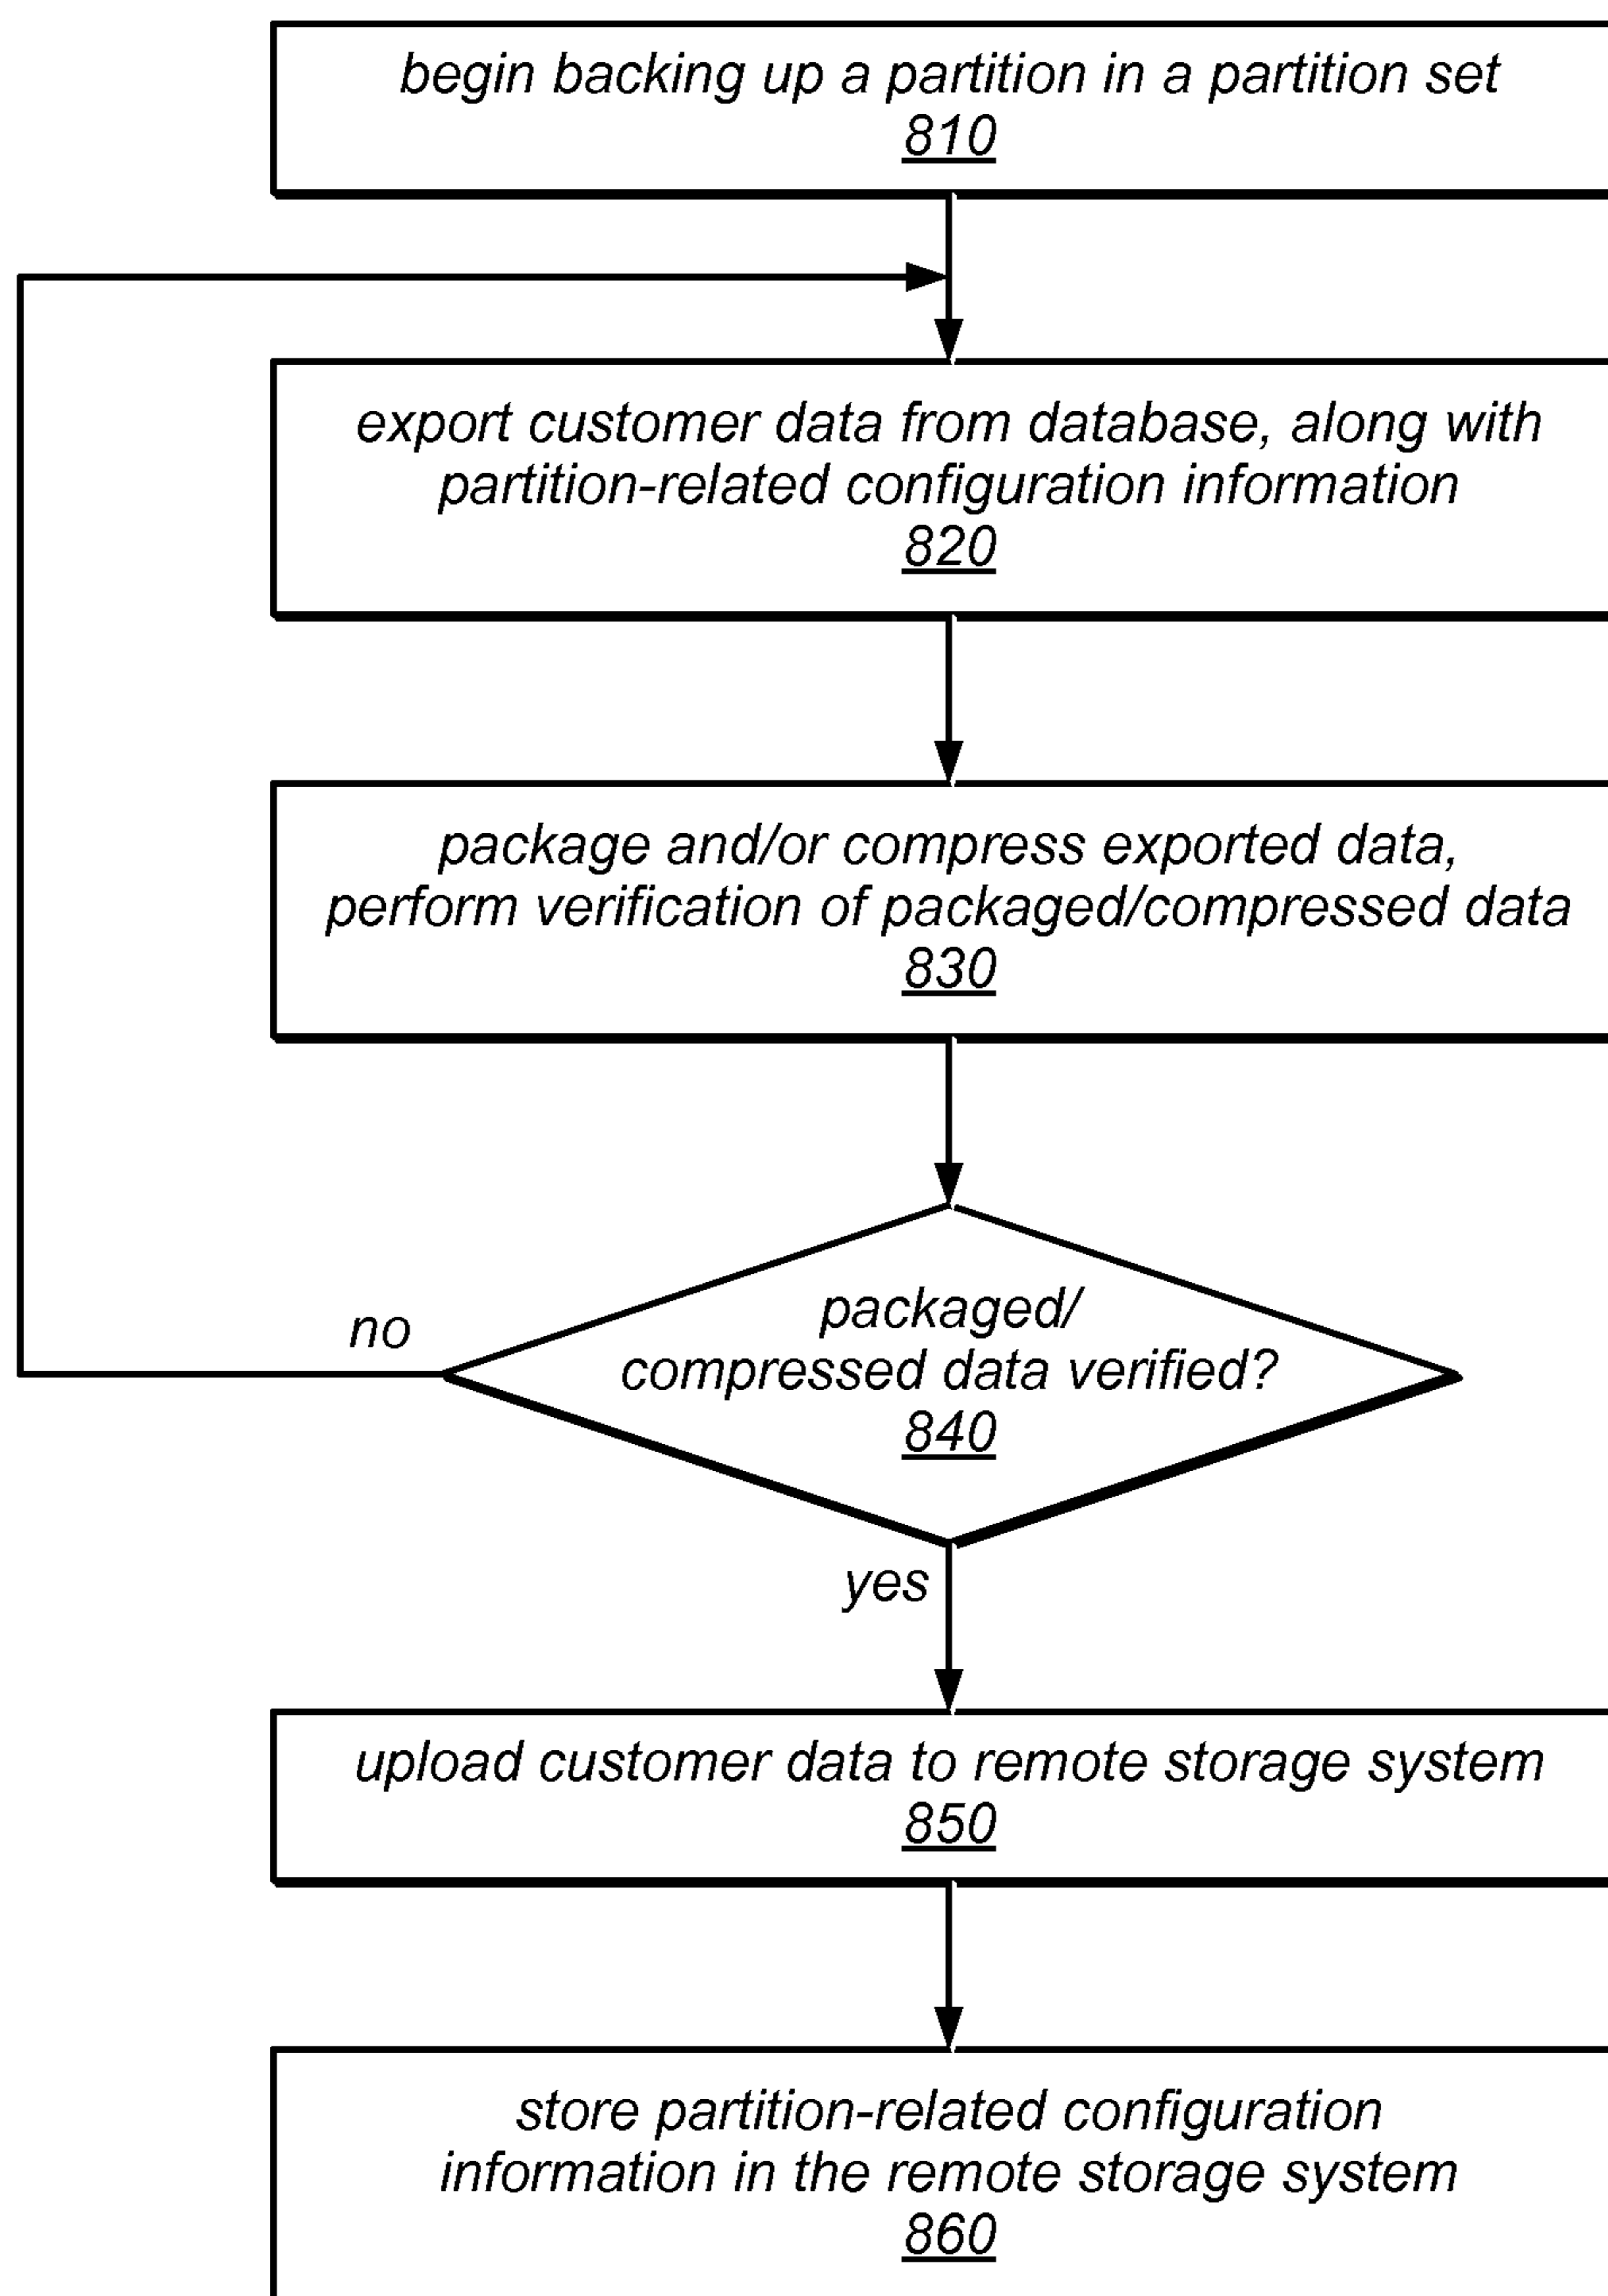 begin backing up a partition in a partition set
810
export customer data from database, along with
partition-related configuration information
820
package and/or compress exported data,
perform verification of packaged/compressed data
830
packaged/
compressed data verified?
840
no
yes
upload customer data to remote storage system
850
store partition-related configuration
information in the remote storage system
860